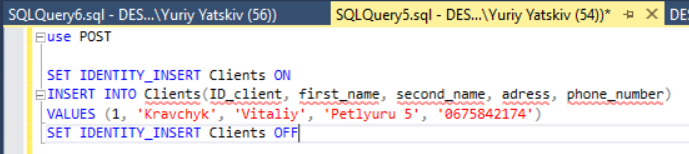 SQLQuery6.sql - DES...\Yuriy Yatskiv (56)) SQLQuery5.sql - DES...\Yuriy Yatskiv (54))* DES
use POST
SET IDENTITY_INSERT Clients ON
INSERT INTO Clients(ID_client, first_name, second_name, adress, phone_number)
VALUES (1, 'Kravchyk', 'Vitaliy', 'Petlyuru 5', '0675842174')
SET IDENTITY_INSERT Clients OFF